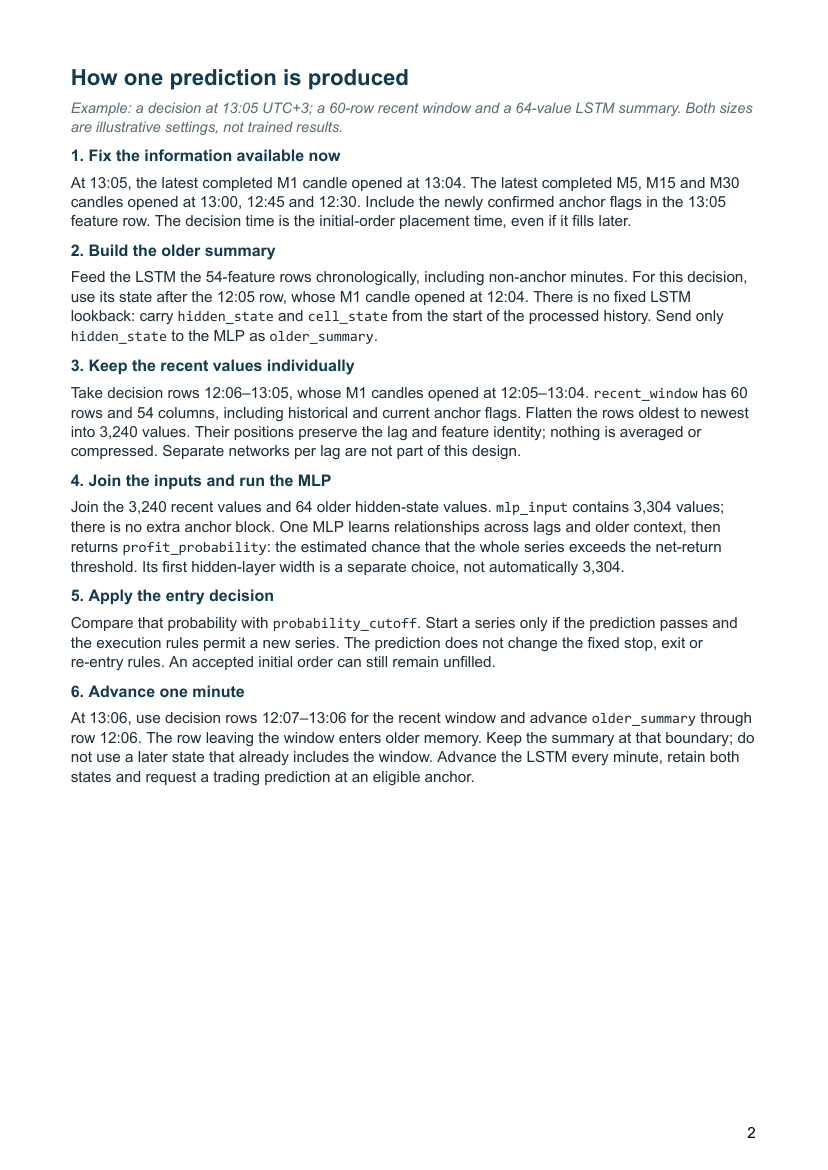 How one prediction is produced
Example: a decision at 13:05 UTC+3; a 60-row recent window and a 64-value LSTM summary. Both sizes
are illustrative settings, not trained results.
1. Fix the information available now
At 13:05, the latest completed M1 candle opened at 13:04. The latest completed M5, M15 and M30
candles opened at 13:00, 12:45 and 12:30. Include the newly confirmed anchor flags in the 13:05
feature row. The decision time is the initial-order placement time, even if it fills later.
2. Build the older summary
Feed the LSTM the 54-feature rows chronologically, including non-anchor minutes. For this decision,
use its state after the 12:05 row, whose M1 candle opened at 12:04. There is no fixed LSTM
lookback: carry hidden_state and cell_state from the start of the processed history. Send only
hidden_state to the MLP as older_summary.
3. Keep the recent values individually
Take decision rows 12:06–13:05, whose M1 candles opened at 12:05–13:04. recent_window has 60
rows and 54 columns, including historical and current anchor flags. Flatten the rows oldest to newest
into 3,240 values. Their positions preserve the lag and feature identity; nothing is averaged or
compressed. Separate networks per lag are not part of this design.
4. Join the inputs and run the MLP
Join the 3,240 recent values and 64 older hidden-state values. mlp_input contains 3,304 values;
there is no extra anchor block. One MLP learns relationships across lags and older context, then
returns profit_probability: the estimated chance that the whole series exceeds the net-return
threshold. Its first hidden-layer width is a separate choice, not automatically 3,304.
5. Apply the entry decision
Compare that probability with probability_cutoff. Start a series only if the prediction passes and
the execution rules permit a new series. The prediction does not change the fixed stop, exit or
re-entry rules. An accepted initial order can still remain unfilled.
6. Advance one minute
At 13:06, use decision rows 12:07–13:06 for the recent window and advance older_summary through
row 12:06. The row leaving the window enters older memory. Keep the summary at that boundary; do
not use a later state that already includes the window. Advance the LSTM every minute, retain both
states and request a trading prediction at an eligible anchor.
2